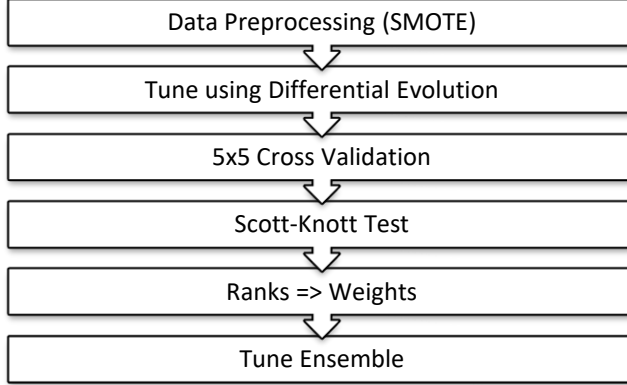 Data Preprocessing (SMOTE)
Tune using Differential Evolution
5x5 Cross Validation
Scott-Knott Test
Ranks => Weights
Tune Ensemble